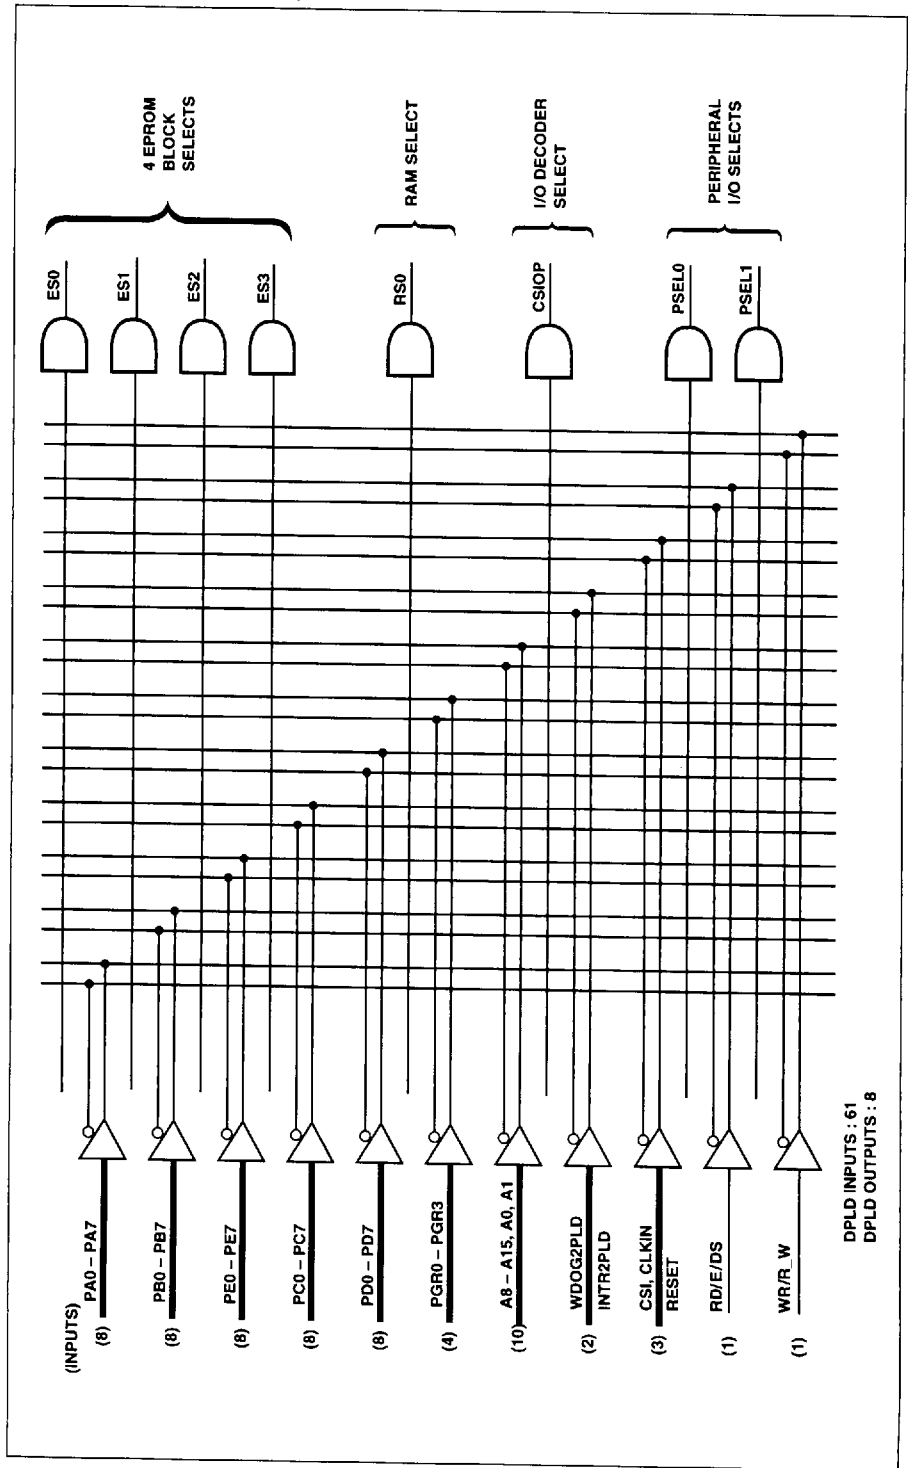 (INPUTS)
(8) PA0 – PA7
(8) PB0 – PB7
(8) PE0 – PE7
(8) PC0 – PC7
(8) PD0 – PD7
(4) PGR0 – PGR3
(10) A8 – A15, A0, A1
(2) WDOG2PLD
INTR2PLD
(3) CSI, CLKIN
RESET
(1) RD/E/DS
(1) WR/R_W
ES0
ES1
ES2
ES3
4 EPROM
BLOCK
SELECTS
RS0
RAM SELECT
CSIOP
I/O DECODER
SELECT
PSEL0
PSEL1
PERIPHERAL
I/O SELECTS
DPLD INPUTS : 61
DPLD OUTPUTS : 8